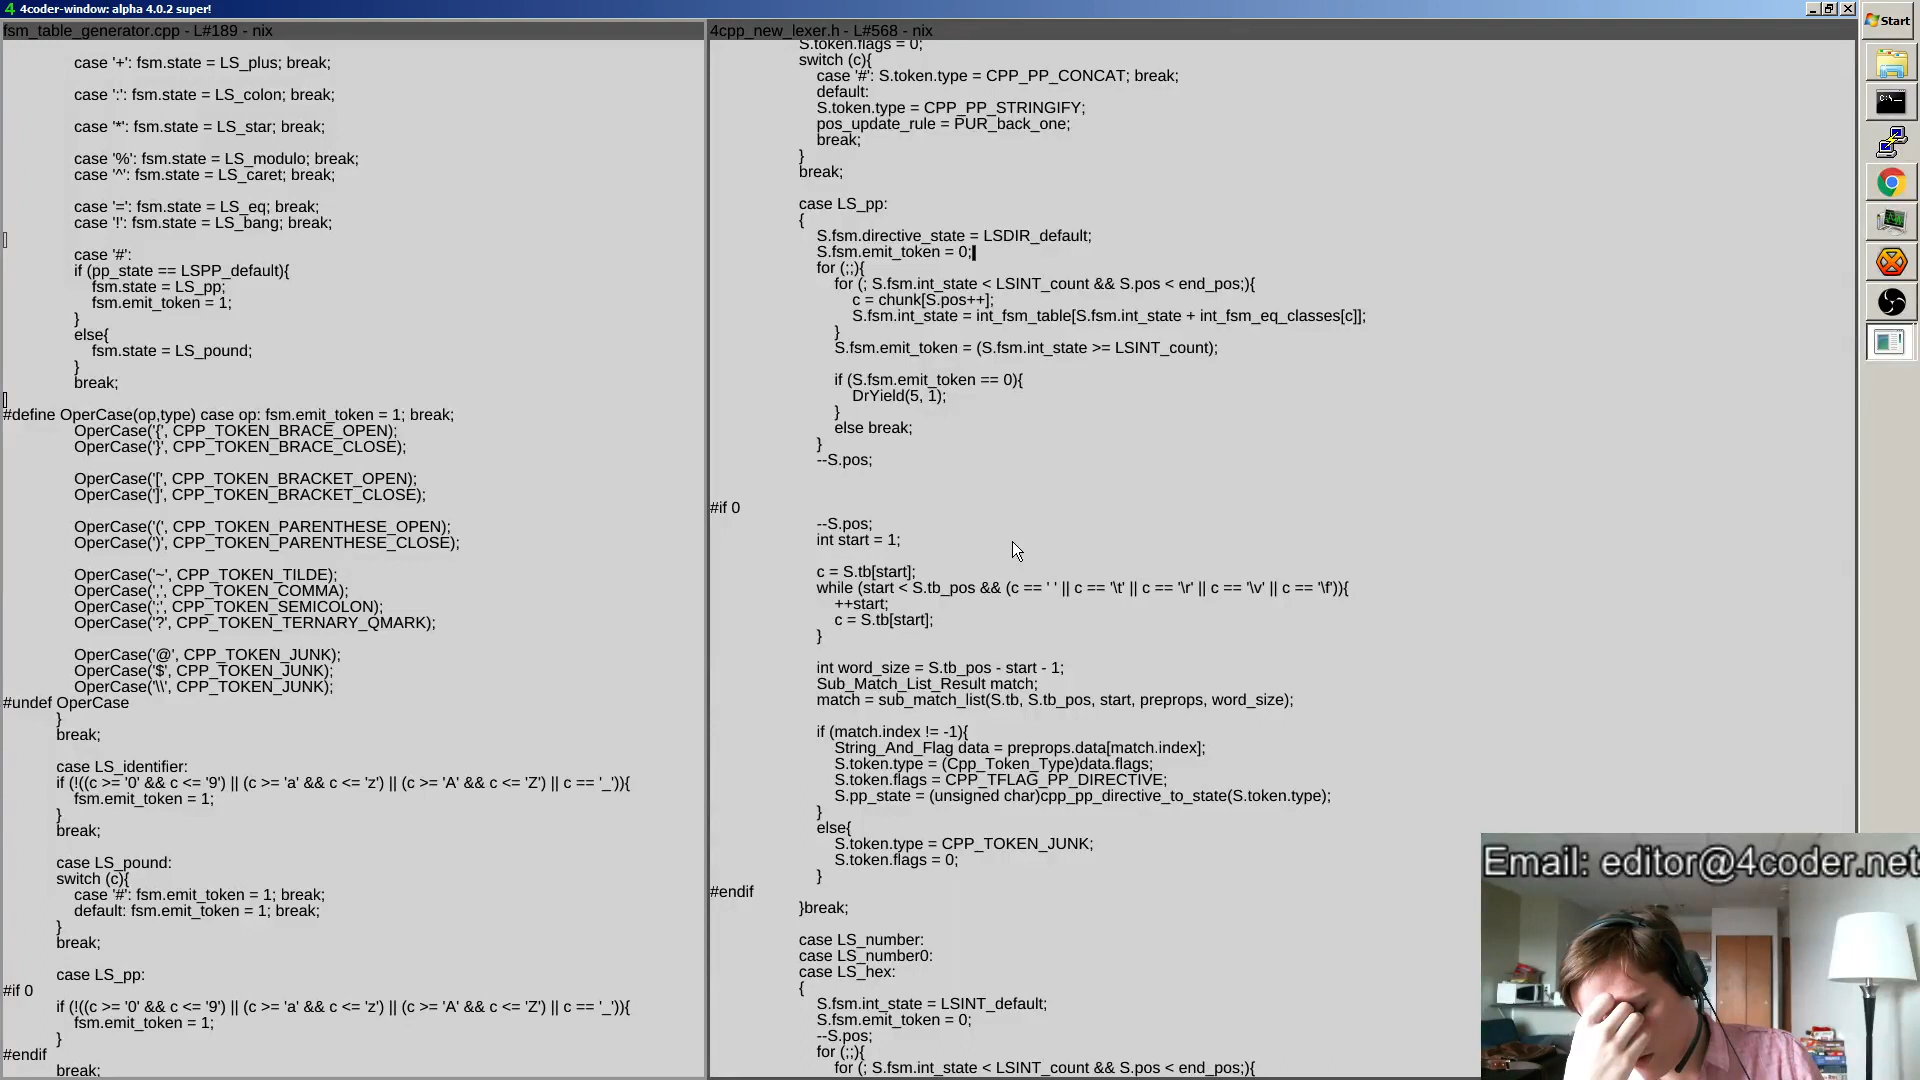 4coder-window: alpha 4.0.2 super!
Start
fsm_table_generator.cpp - L#189 - nix
case '+': fsm.state = LS_plus; break;
case ':': fsm.state = LS_colon; break;
case '*': fsm.state = LS_star; break;
case '%': fsm.state = LS_modulo; break;
case '^': fsm.state = LS_caret; break;
case '=': fsm.state = LS_eq; break;
case '!': fsm.state = LS_bang; break;
case '#':
if (pp_state == LSPP_default){
fsm.state = LS_pp;
fsm.emit_token = 1;
}
else{
fsm.state = LS_pound;
}
break;
#define OperCase(op,type) case op: fsm.emit_token = 1; break;
OperCase('{', CPP_TOKEN_BRACE_OPEN);
OperCase('}', CPP_TOKEN_BRACE_CLOSE);
OperCase('[', CPP_TOKEN_BRACKET_OPEN);
OperCase(']', CPP_TOKEN_BRACKET_CLOSE);
OperCase('(', CPP_TOKEN_PARENTHESE_OPEN);
OperCase(')', CPP_TOKEN_PARENTHESE_CLOSE);
OperCase('~', CPP_TOKEN_TILDE);
OperCase(',', CPP_TOKEN_COMMA);
OperCase(';', CPP_TOKEN_SEMICOLON);
OperCase('?', CPP_TOKEN_TERNARY_QMARK);
OperCase('@', CPP_TOKEN_JUNK);
OperCase('$', CPP_TOKEN_JUNK);
OperCase('\\', CPP_TOKEN_JUNK);
#undef OperCase
}
break;
case LS_identifier:
if (!((c >= '0' && c <= '9') || (c >= 'a' && c <= 'z') || (c >= 'A' && c <= 'Z') || c == '_')){
fsm.emit_token = 1;
}
break;
case LS_pound:
switch (c){
case '#': fsm.emit_token = 1; break;
default: fsm.emit_token = 1; break;
}
break;
case LS_pp:
#if 0
if (!((c >= '0' && c <= '9') || (c >= 'a' && c <= 'z') || (c >= 'A' && c <= 'Z') || c == '_')){
fsm.emit_token = 1;
}
#endif
break;
4cpp_new_lexer.h - L#568 - nix
S.token.flags = 0;
switch (c){
case '#': S.token.type = CPP_PP_CONCAT; break;
default:
S.token.type = CPP_PP_STRINGIFY;
pos_update_rule = PUR_back_one;
break;
}
break;
case LS_pp:
{
S.fsm.directive_state = LSDIR_default;
S.fsm.emit_token = 0;
for (;;){
for (; S.fsm.int_state < LSINT_count && S.pos < end_pos;){
c = chunk[S.pos++];
S.fsm.int_state = int_fsm_table[S.fsm.int_state + int_fsm_eq_classes[c]];
}
S.fsm.emit_token = (S.fsm.int_state >= LSINT_count);
if (S.fsm.emit_token == 0){
DrYield(5, 1);
}
else break;
}
--S.pos;
#if 0
--S.pos;
int start = 1;
c = S.tb[start];
while (start < S.tb_pos && (c == ' ' || c == '\t' || c == '\r' || c == '\v' || c == '\f')){
++start;
c = S.tb[start];
}
int word_size = S.tb_pos - start - 1;
Sub_Match_List_Result match;
match = sub_match_list(S.tb, S.tb_pos, start, preprops, word_size);
if (match.index != -1){
String_And_Flag data = preprops.data[match.index];
S.token.type = (Cpp_Token_Type)data.flags;
S.token.flags = CPP_TFLAG_PP_DIRECTIVE;
S.pp_state = (unsigned char)cpp_pp_directive_to_state(S.token.type);
}
else{
S.token.type = CPP_TOKEN_JUNK;
S.token.flags = 0;
}
#endif
}break;
case LS_number:
case LS_number0:
case LS_hex:
{
S.fsm.int_state = LSINT_default;
S.fsm.emit_token = 0;
--S.pos;
for (;;){
for (; S.fsm.int_state < LSINT_count && S.pos < end_pos;){
Email: editor@4coder.net